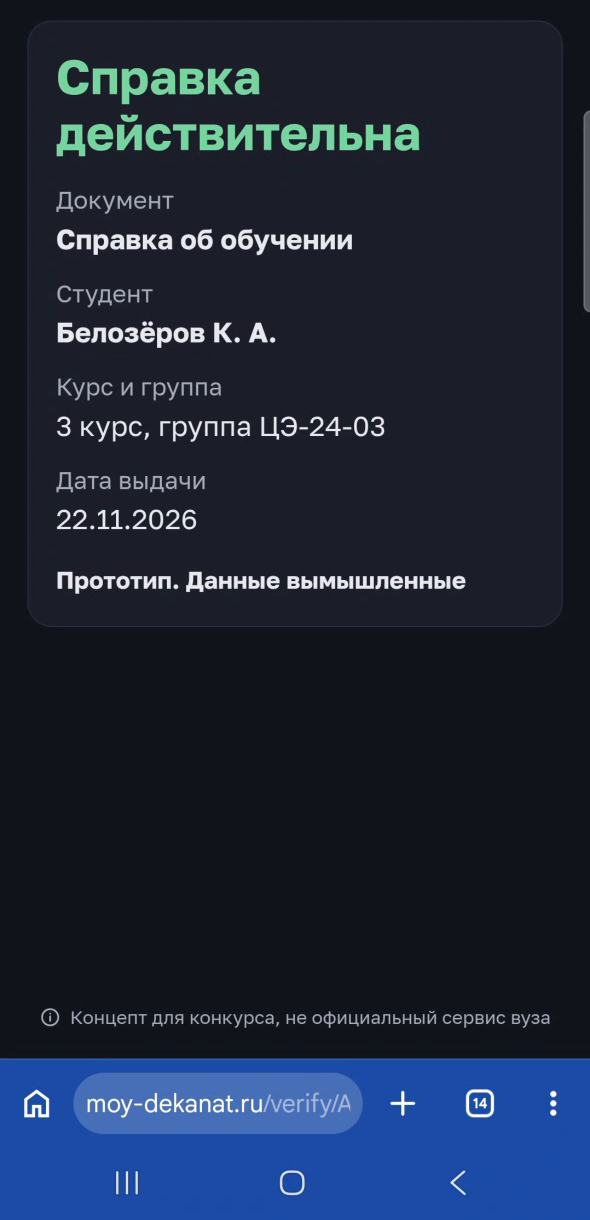 Справка
действительна
Документ
Справка об обучении
Студент
Белозёров К. А.
Курс и группа
3 курс, группа ЦЭ-24-03
Дата выдачи
22.11.2026
Прототип. Данные вымышленные
Концепт для конкурса, не официальный сервис вуза
moy-dekanat.ru/verify/A
14